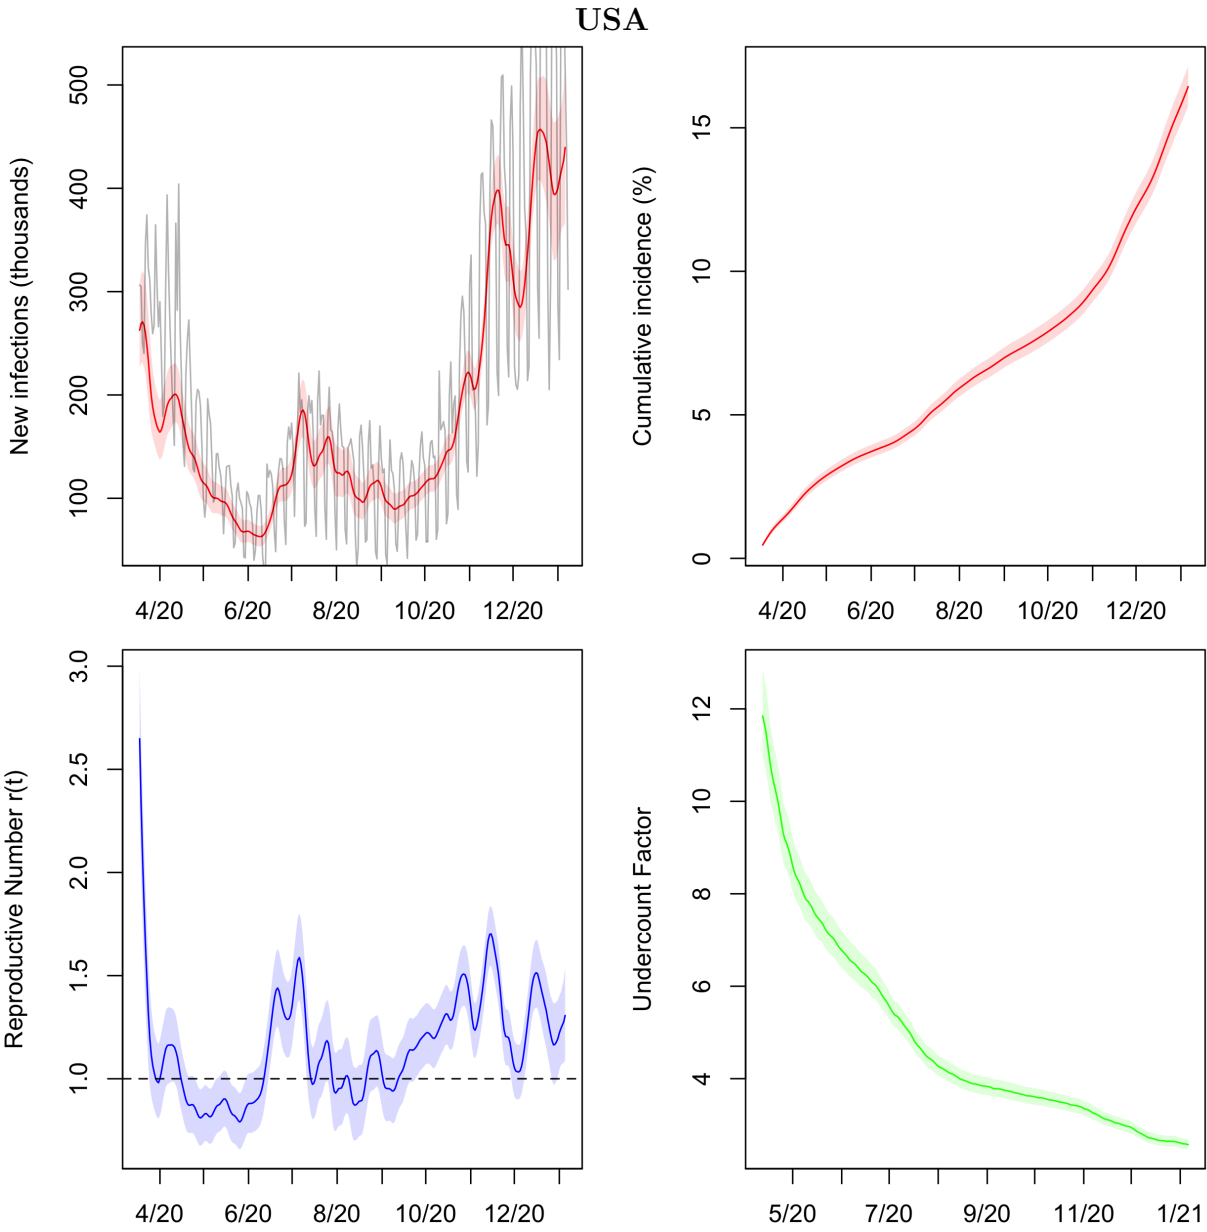 USA
New infections (thousands)
500
400
300
200
100
4/20 6/20 8/20 10/20 12/20
Cumulative incidence (%)
15
10
5
0
4/20 6/20 8/20 10/20 12/20
Reproductive Number r(t)
3.0
2.5
2.0
1.5
1.0
4/20 6/20 8/20 10/20 12/20
Undercount Factor
12
10
8
6
4
5/20 7/20 9/20 11/20 1/21